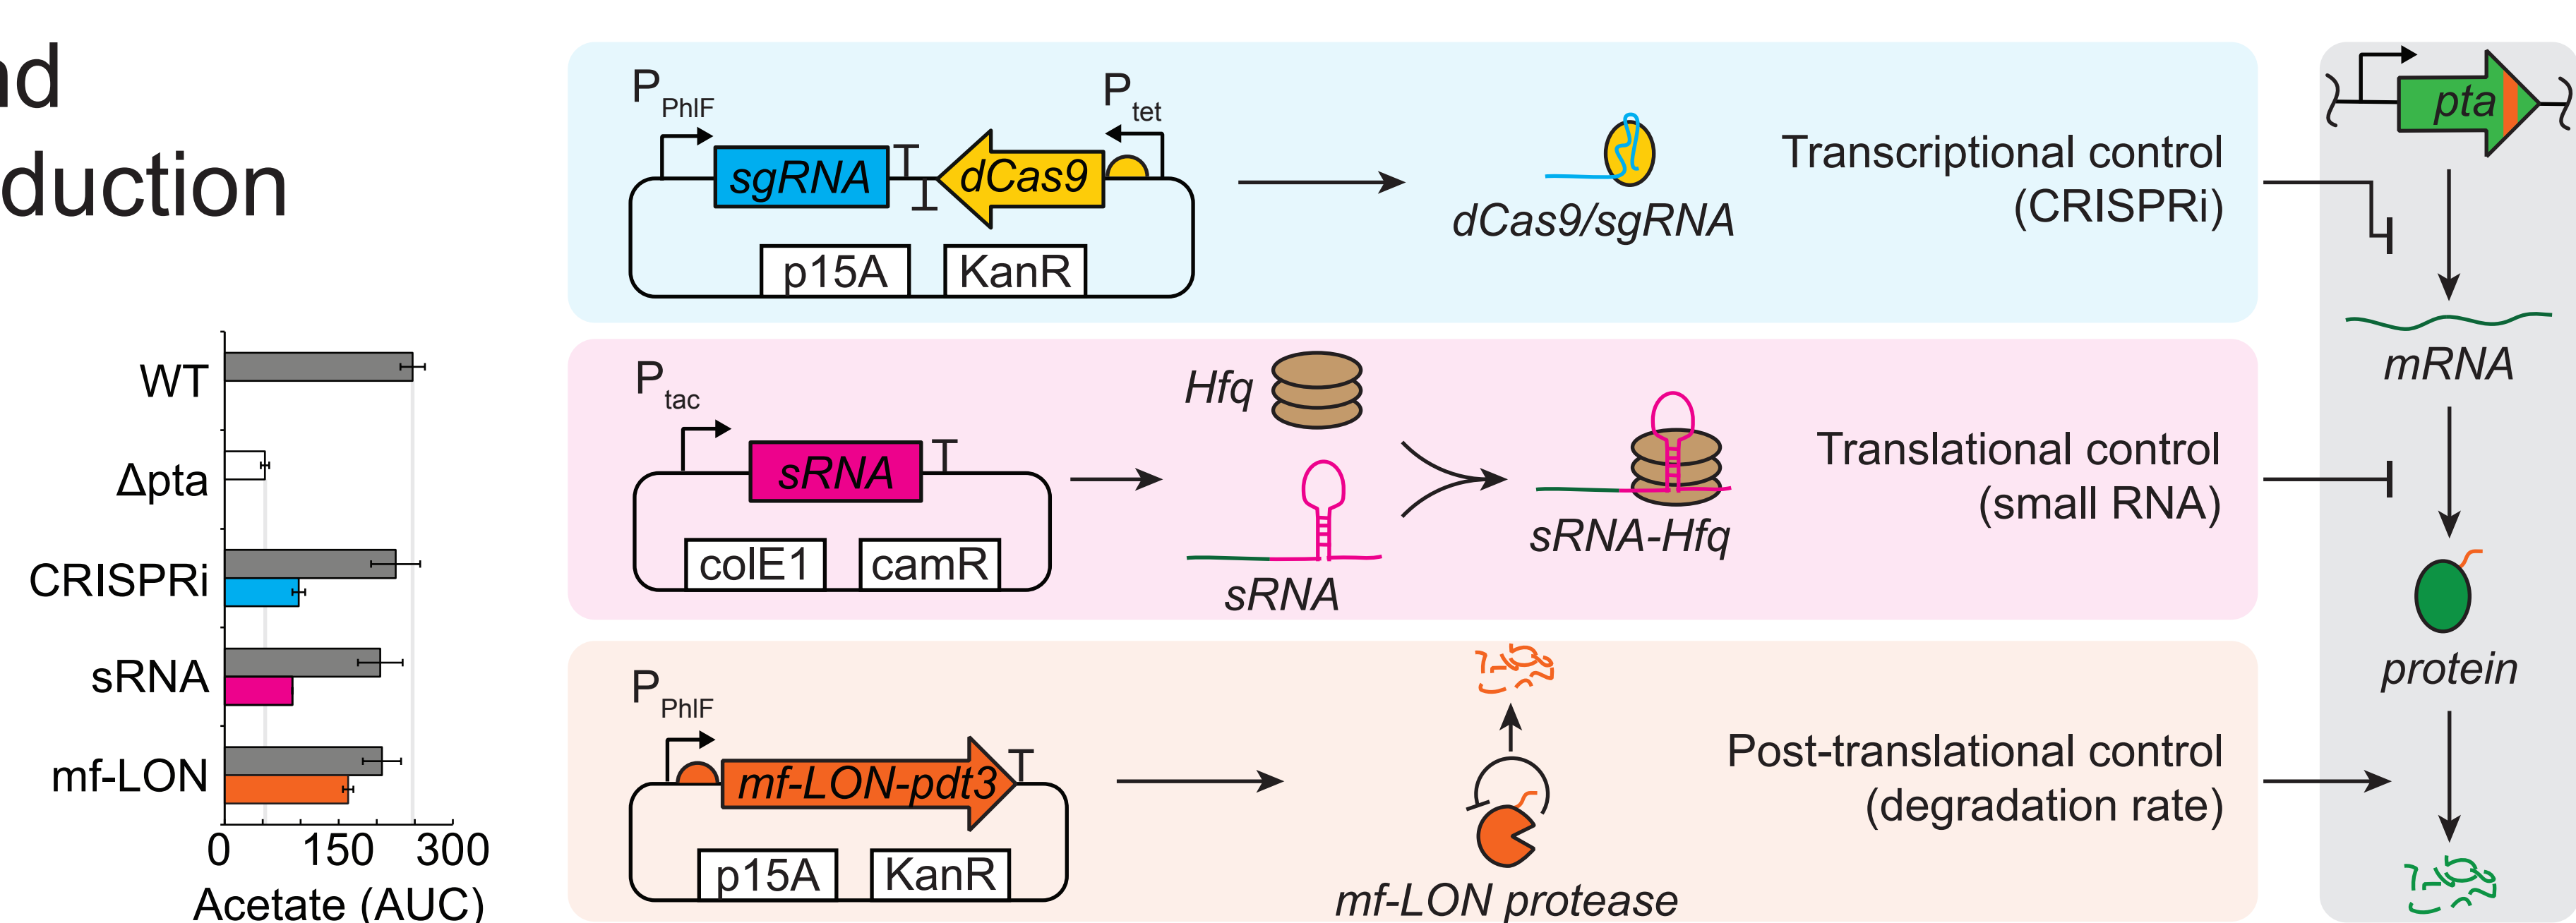 nd
duction
WT
Δpta
CRISPRi
sRNA
mf-LON
0 150 300
Acetate (AUC)
P PhlF
P tet
sgRNA
dCas9
p15A
KanR
dCas9/sgRNA
Transcriptional control
(CRISPRi)
P tac
sRNA
colE1
camR
Hfq
sRNA
sRNA-Hfq
Translational control
(small RNA)
P PhlF
mf-LON-pdt3
p15A
KanR
mf-LON protease
Post-translational control
(degradation rate)
pta
mRNA
protein